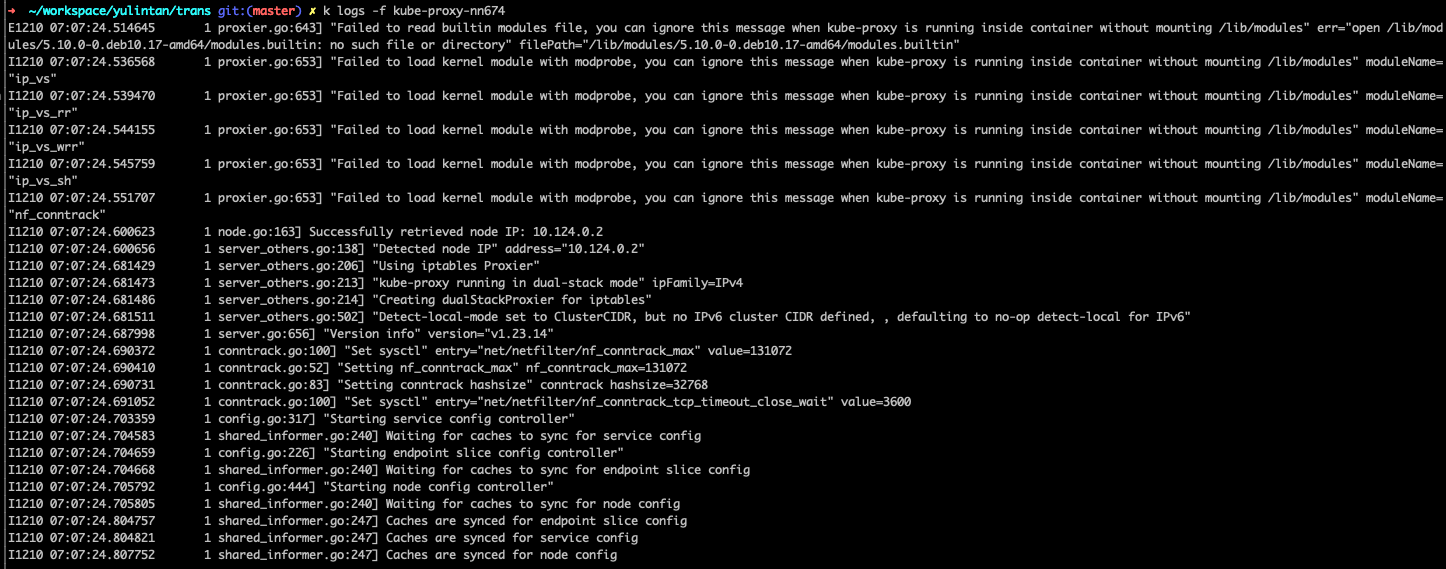 ➜  ~/workspace/yulintan/trans git:(master) ✗ k logs -f kube-proxy-nn674
E1210 07:07:24.514645       1 proxier.go:643] "Failed to read builtin modules file, you can ignore this message when kube-proxy is running inside container without mounting /lib/modules" err="open /lib/mod
ules/5.10.0-0.deb10.17-amd64/modules.builtin: no such file or directory" filePath="/lib/modules/5.10.0-0.deb10.17-amd64/modules.builtin"
I1210 07:07:24.536568       1 proxier.go:653] "Failed to load kernel module with modprobe, you can ignore this message when kube-proxy is running inside container without mounting /lib/modules" moduleName=
"ip_vs"
I1210 07:07:24.539470       1 proxier.go:653] "Failed to load kernel module with modprobe, you can ignore this message when kube-proxy is running inside container without mounting /lib/modules" moduleName=
"ip_vs_rr"
I1210 07:07:24.544155       1 proxier.go:653] "Failed to load kernel module with modprobe, you can ignore this message when kube-proxy is running inside container without mounting /lib/modules" moduleName=
"ip_vs_wrr"
I1210 07:07:24.545759       1 proxier.go:653] "Failed to load kernel module with modprobe, you can ignore this message when kube-proxy is running inside container without mounting /lib/modules" moduleName=
"ip_vs_sh"
I1210 07:07:24.551707       1 proxier.go:653] "Failed to load kernel module with modprobe, you can ignore this message when kube-proxy is running inside container without mounting /lib/modules" moduleName=
"nf_conntrack"
I1210 07:07:24.600623       1 node.go:163] Successfully retrieved node IP: 10.124.0.2
I1210 07:07:24.600656       1 server_others.go:138] "Detected node IP" address="10.124.0.2"
I1210 07:07:24.681429       1 server_others.go:206] "Using iptables Proxier"
I1210 07:07:24.681473       1 server_others.go:213] "kube-proxy running in dual-stack mode" ipFamily=IPv4
I1210 07:07:24.681486       1 server_others.go:214] "Creating dualStackProxier for iptables"
I1210 07:07:24.681511       1 server_others.go:502] "Detect-local-mode set to ClusterCIDR, but no IPv6 cluster CIDR defined, , defaulting to no-op detect-local for IPv6"
I1210 07:07:24.687998       1 server.go:656] "Version info" version="v1.23.14"
I1210 07:07:24.690372       1 conntrack.go:100] "Set sysctl" entry="net/netfilter/nf_conntrack_max" value=131072
I1210 07:07:24.690410       1 conntrack.go:52] "Setting nf_conntrack_max" nf_conntrack_max=131072
I1210 07:07:24.690731       1 conntrack.go:83] "Setting conntrack hashsize" conntrack hashsize=32768
I1210 07:07:24.691052       1 conntrack.go:100] "Set sysctl" entry="net/netfilter/nf_conntrack_tcp_timeout_close_wait" value=3600
I1210 07:07:24.703359       1 config.go:317] "Starting service config controller"
I1210 07:07:24.704583       1 shared_informer.go:240] Waiting for caches to sync for service config
I1210 07:07:24.704659       1 config.go:226] "Starting endpoint slice config controller"
I1210 07:07:24.704668       1 shared_informer.go:240] Waiting for caches to sync for endpoint slice config
I1210 07:07:24.705792       1 config.go:444] "Starting node config controller"
I1210 07:07:24.705805       1 shared_informer.go:240] Waiting for caches to sync for node config
I1210 07:07:24.804757       1 shared_informer.go:247] Caches are synced for endpoint slice config
I1210 07:07:24.804821       1 shared_informer.go:247] Caches are synced for service config
I1210 07:07:24.807752       1 shared_informer.go:247] Caches are synced for node config